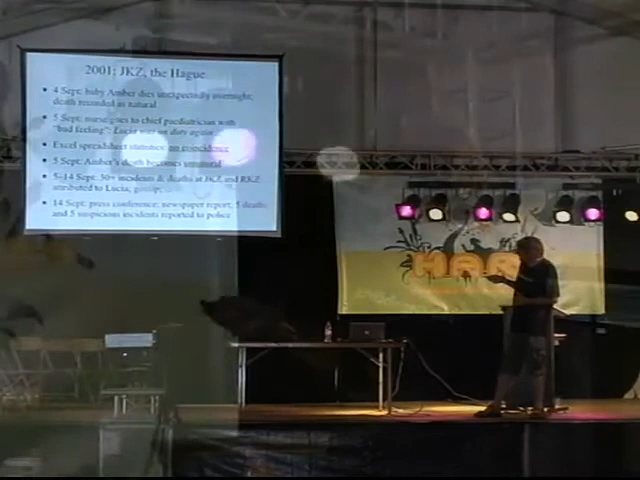 2001: JKZ, the Hague
• 4 Sept: baby Amber dies unexpectedly overnight;
death recorded as natural
• 5 Sept: nurse goes to chief paediatrician with
"bad feeling": Lucia was on duty again
• Excel spreadsheet statistics: no coincidence
• 5 Sept: Amber's death becomes unnatural
• 5–14 Sept: 30+ incidents & deaths at JKZ and RKZ
attributed to Lucia; gossip;
• 14 Sept: press conference; newspaper report; 5 deaths
and 5 suspicious incidents reported to police
HAR